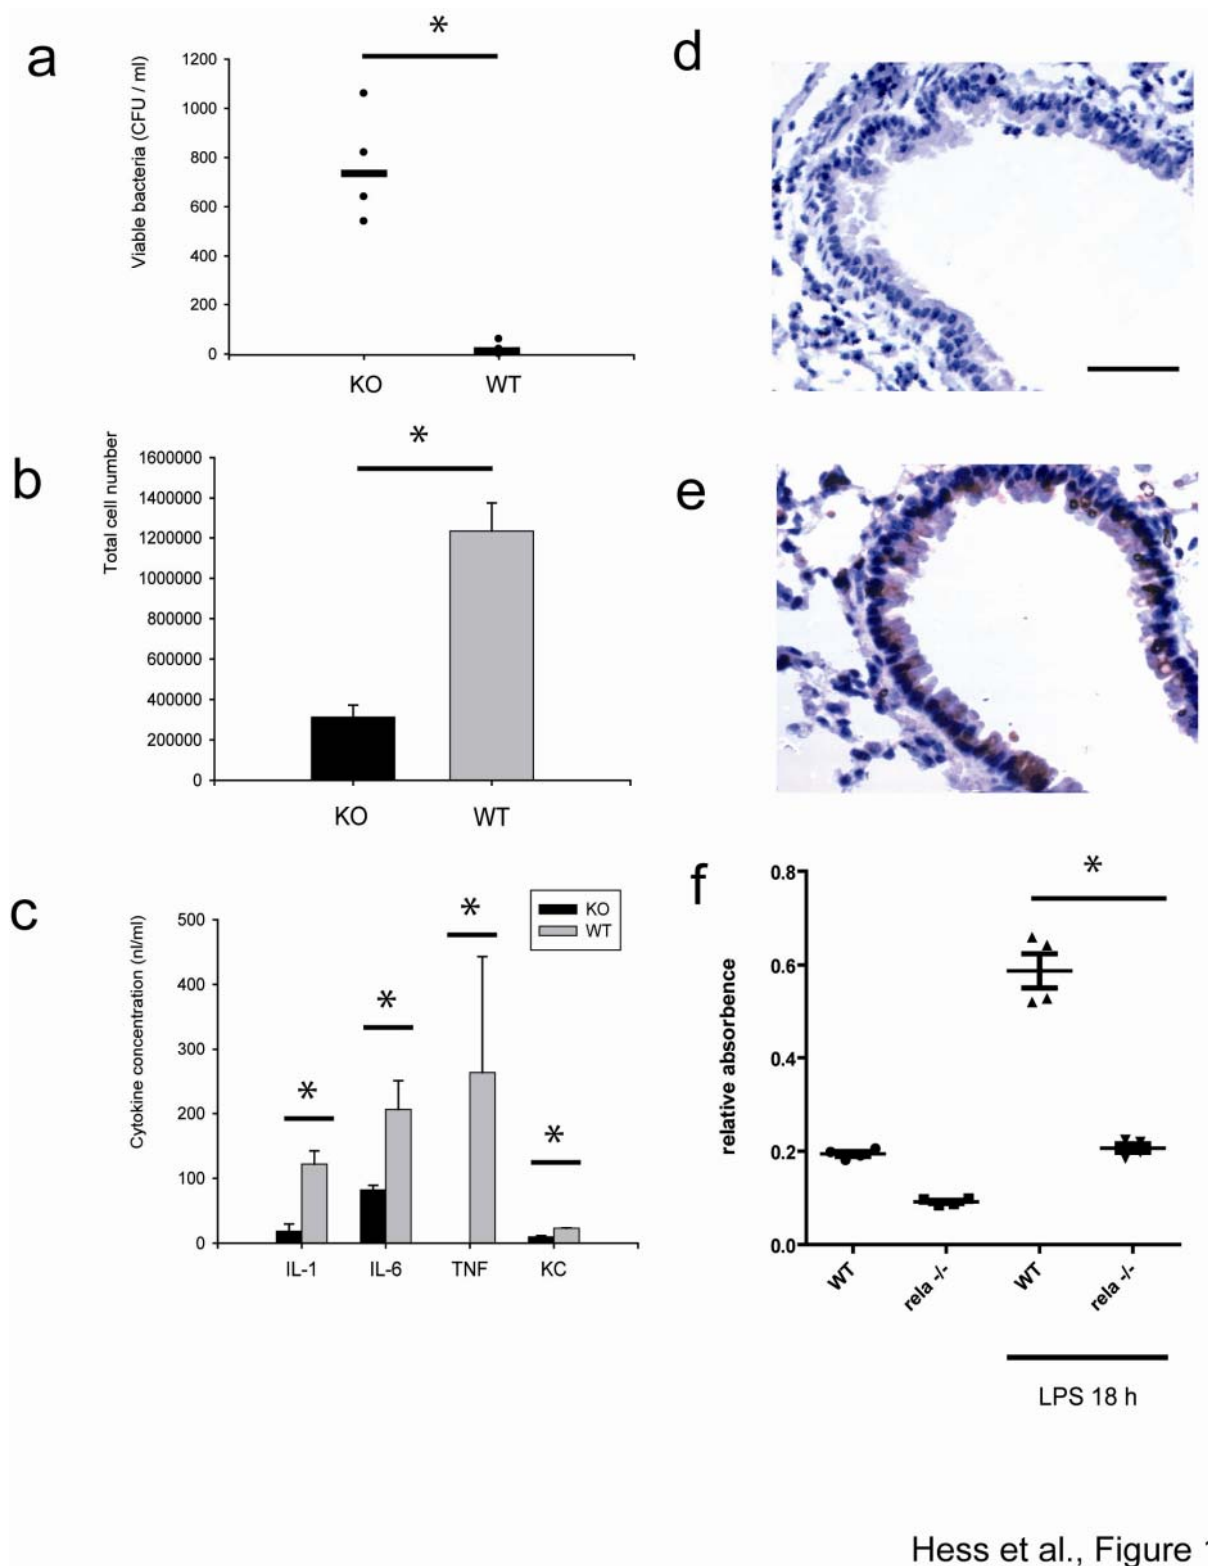 a
*
Viable bacteria (CFU / ml)
1200
1000
800
600
400
200
0
KO WT
b
*
Total cell number
1600000
1400000
1200000
1000000
800000
600000
400000
200000
0
KO WT
c
Cytokine concentration (nl/ml)
500
400
300
200
100
0
KO
WT
* * * *
IL-1 IL-6 TNF KC
d
e
f
*
relative absorbence
0.8
0.6
0.4
0.2
0.0
WT rela -/- WT rela -/-
LPS 18 h
Hess et al., Figure